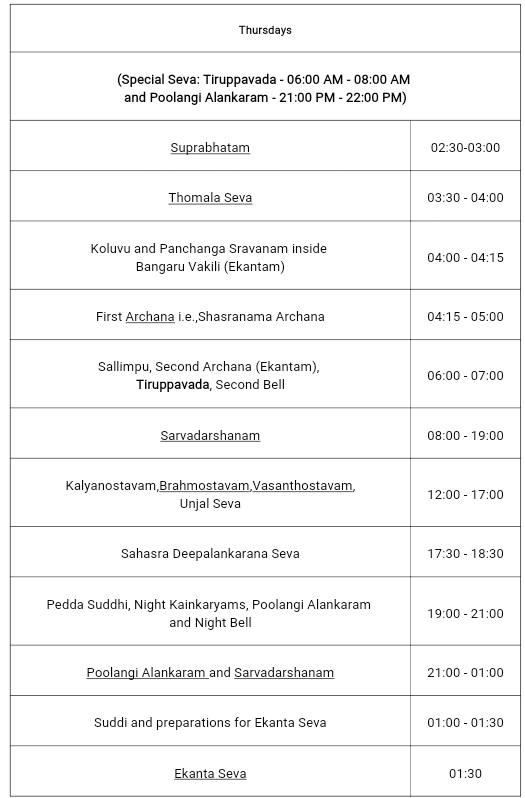 Thursdays
(Special Seva: Tiruppavada - 06:00 AM - 08:00 AM
and Poolangi Alankaram - 21:00 PM - 22:00 PM)
Suprabhatam 02:30-03:00
Thomala Seva 03:30 - 04:00
Koluvu and Panchanga Sravanam inside
Bangaru Vakili (Ekantam) 04:00 - 04:15
First Archana i.e.,Shasranama Archana 04:15 - 05:00
Sallimpu, Second Archana (Ekantam),
Tiruppavada, Second Bell 06:00 - 07:00
Sarvadarshanam 08:00 - 19:00
Kalyanostavam,Brahmostavam,Vasanthostavam,
Unjal Seva 12:00 - 17:00
Sahasra Deepalankarana Seva 17:30 - 18:30
Pedda Suddhi, Night Kainkaryams, Poolangi Alankaram
and Night Bell 19:00 - 21:00
Poolangi Alankaram and Sarvadarshanam 21:00 - 01:00
Suddi and preparations for Ekanta Seva 01:00 - 01:30
Ekanta Seva 01:30